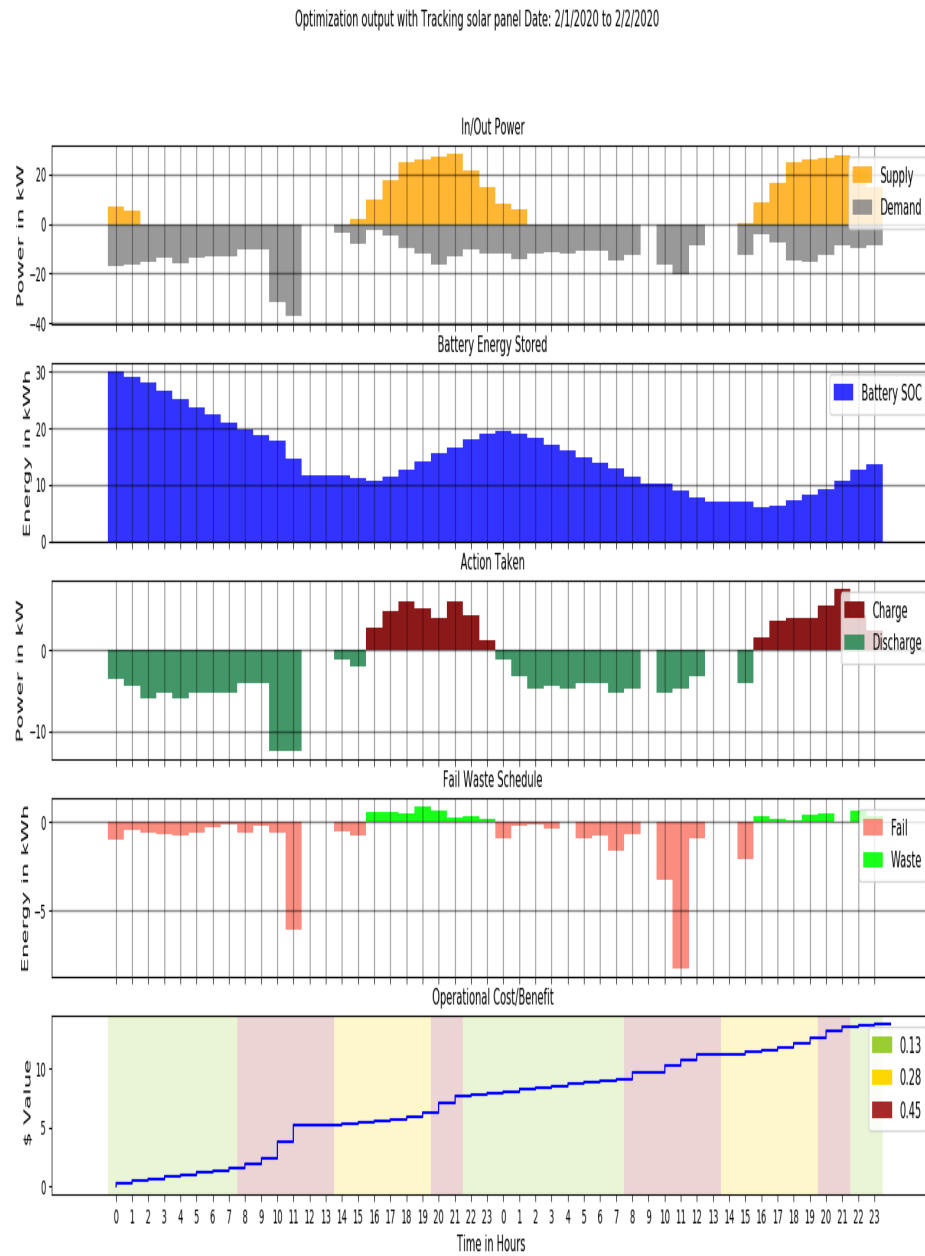 Optimization output with Tracking solar panel Date: 2/1/2020 to 2/2/2020
In/Out Power
Power in kW
20
0
−20
−40
Supply
Demand
Battery Energy Stored
Energy in kWh
30
20
10
0
Battery SOC
Action Taken
Power in kW
0
−10
Charge
Discharge
Fail Waste Schedule
Energy in kWh
0
−5
Fail
Waste
Operational Cost/Benefit
$ Value
10
5
0
0.13
0.28
0.45
0 1 2 3 4 5 6 7 8 9 10 11 12 13 14 15 16 17 18 19 20 21 22 23 0 1 2 3 4 5 6 7 8 9 10 11 12 13 14 15 16 17 18 19 20 21 22 23
Time in Hours